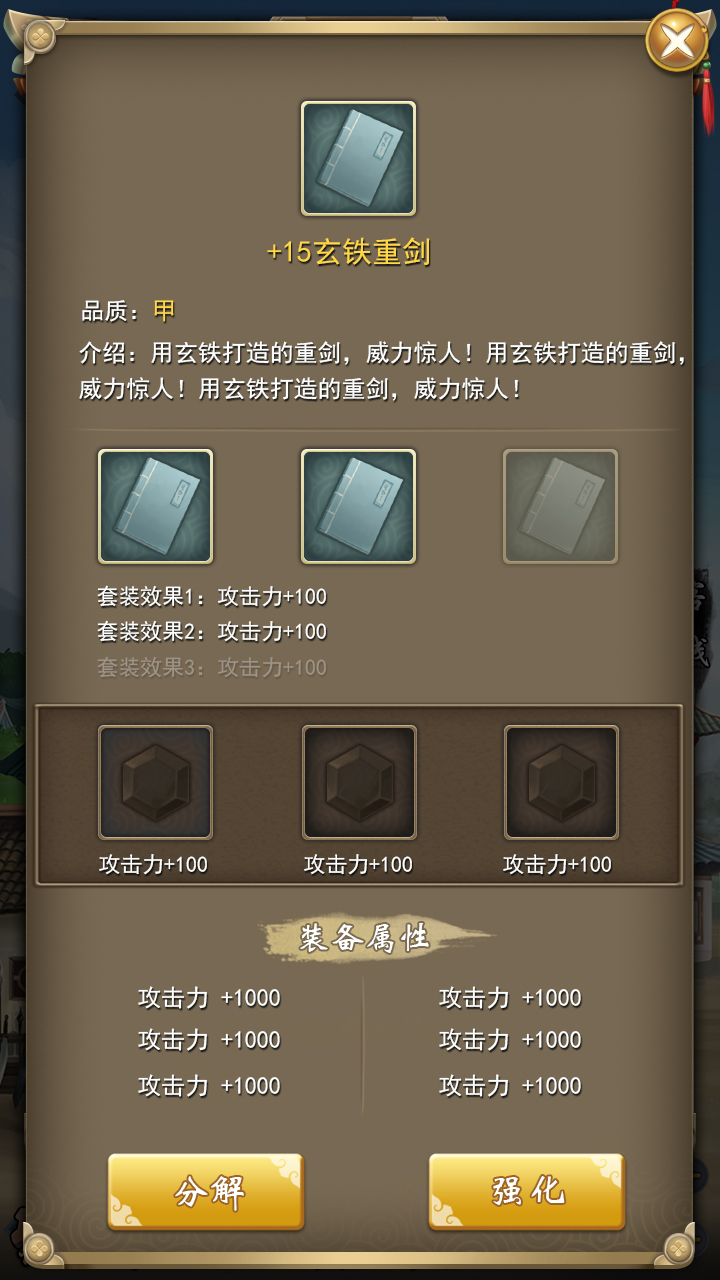 +15玄铁重剑
品质：甲
介绍：用玄铁打造的重剑，威力惊人！用玄铁打造的重剑，
威力惊人！用玄铁打造的重剑，威力惊人！
套装效果1：攻击力+100
套装效果2：攻击力+100
套装效果3：攻击力+100
攻击力+100 攻击力+100 攻击力+100
装备属性
攻击力 +1000 攻击力 +1000
攻击力 +1000 攻击力 +1000
攻击力 +1000 攻击力 +1000
分解 强化